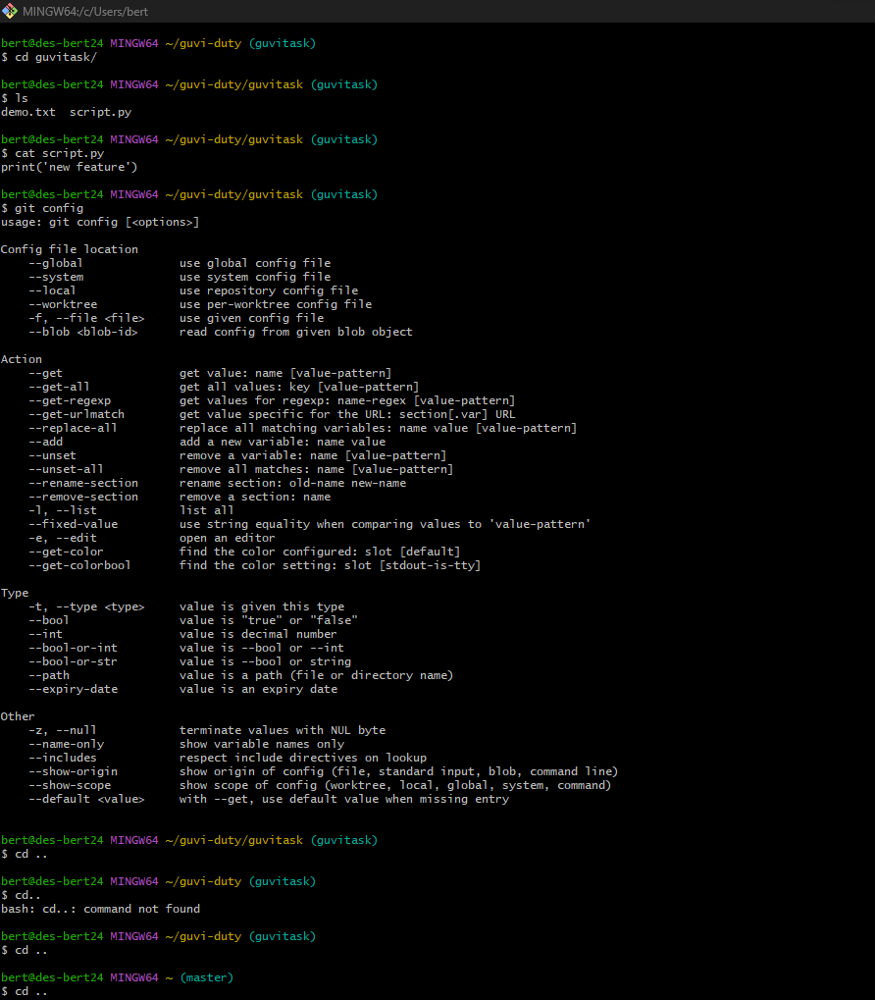 MINGW64:/c/Users/bert
bert@des-bert24 MINGW64 ~/guvi-duty (guvitask)
$ cd guvitask/
bert@des-bert24 MINGW64 ~/guvi-duty/guvitask (guvitask)
$ ls
demo.txt  script.py
bert@des-bert24 MINGW64 ~/guvi-duty/guvitask (guvitask)
$ cat script.py
print('new feature')
bert@des-bert24 MINGW64 ~/guvi-duty/guvitask (guvitask)
$ git config
usage: git config [<options>]
Config file location
    --global              use global config file
    --system              use system config file
    --local               use repository config file
    --worktree            use per-worktree config file
    -f, --file <file>     use given config file
    --blob <blob-id>      read config from given blob object
Action
    --get                 get value: name [value-pattern]
    --get-all             get all values: key [value-pattern]
    --get-regexp          get values for regexp: name-regex [value-pattern]
    --get-urlmatch        get value specific for the URL: section[.var] URL
    --replace-all         replace all matching variables: name value [value-pattern]
    --add                 add a new variable: name value
    --unset               remove a variable: name [value-pattern]
    --unset-all           remove all matches: name [value-pattern]
    --rename-section      rename section: old-name new-name
    --remove-section      remove a section: name
    -l, --list            list all
    --fixed-value         use string equality when comparing values to 'value-pattern'
    -e, --edit            open an editor
    --get-color           find the color configured: slot [default]
    --get-colorbool       find the color setting: slot [stdout-is-tty]
Type
    -t, --type <type>     value is given this type
    --bool                value is "true" or "false"
    --int                 value is decimal number
    --bool-or-int         value is --bool or --int
    --bool-or-str         value is --bool or string
    --path                value is a path (file or directory name)
    --expiry-date         value is an expiry date
Other
    -z, --null            terminate values with NUL byte
    --name-only           show variable names only
    --includes            respect include directives on lookup
    --show-origin         show origin of config (file, standard input, blob, command line)
    --show-scope          show scope of config (worktree, local, global, system, command)
    --default <value>     with --get, use default value when missing entry
bert@des-bert24 MINGW64 ~/guvi-duty/guvitask (guvitask)
$ cd ..
bert@des-bert24 MINGW64 ~/guvi-duty (guvitask)
$ cd..
bash: cd..: command not found
bert@des-bert24 MINGW64 ~/guvi-duty (guvitask)
$ cd ..
bert@des-bert24 MINGW64 ~ (master)
$ cd ..